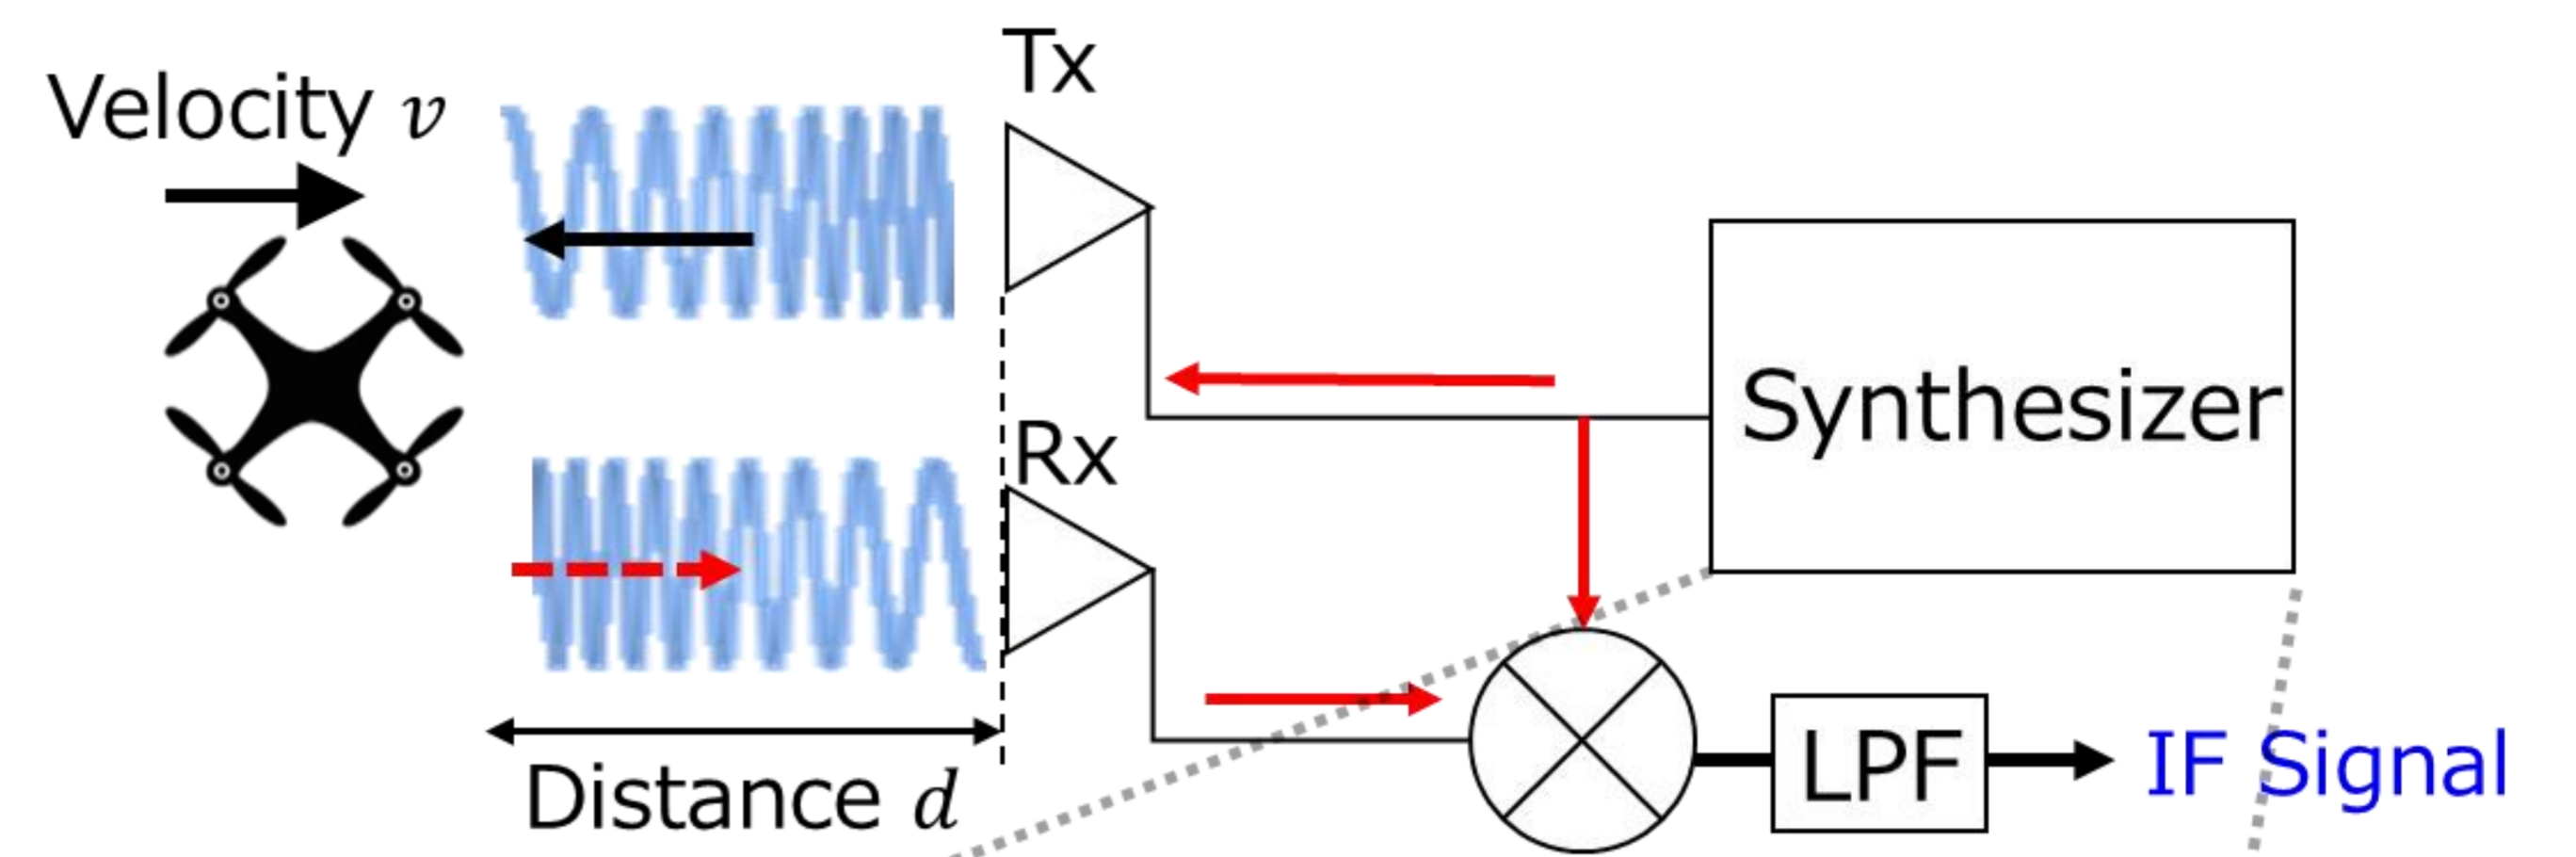 Tx
Velocity v
Synthesizer
Rx
LPF
IF Signal
Distance d